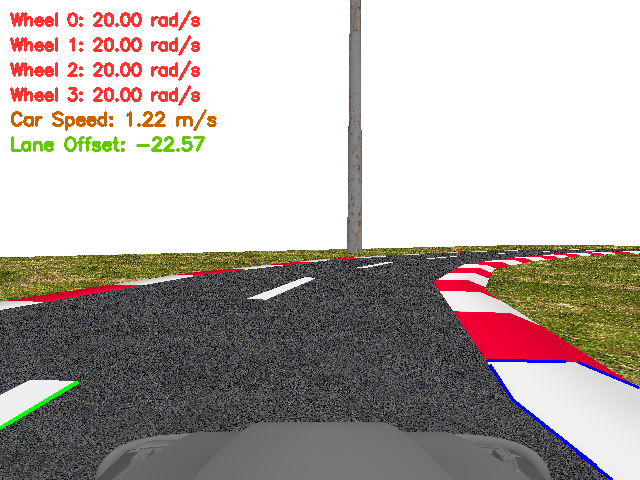 Wheel 0: 20.00 rad/s
Wheel 1: 20.00 rad/s
Wheel 2: 20.00 rad/s
Wheel 3: 20.00 rad/s
Car Speed: 1.22 m/s
Lane Offset: -22.57